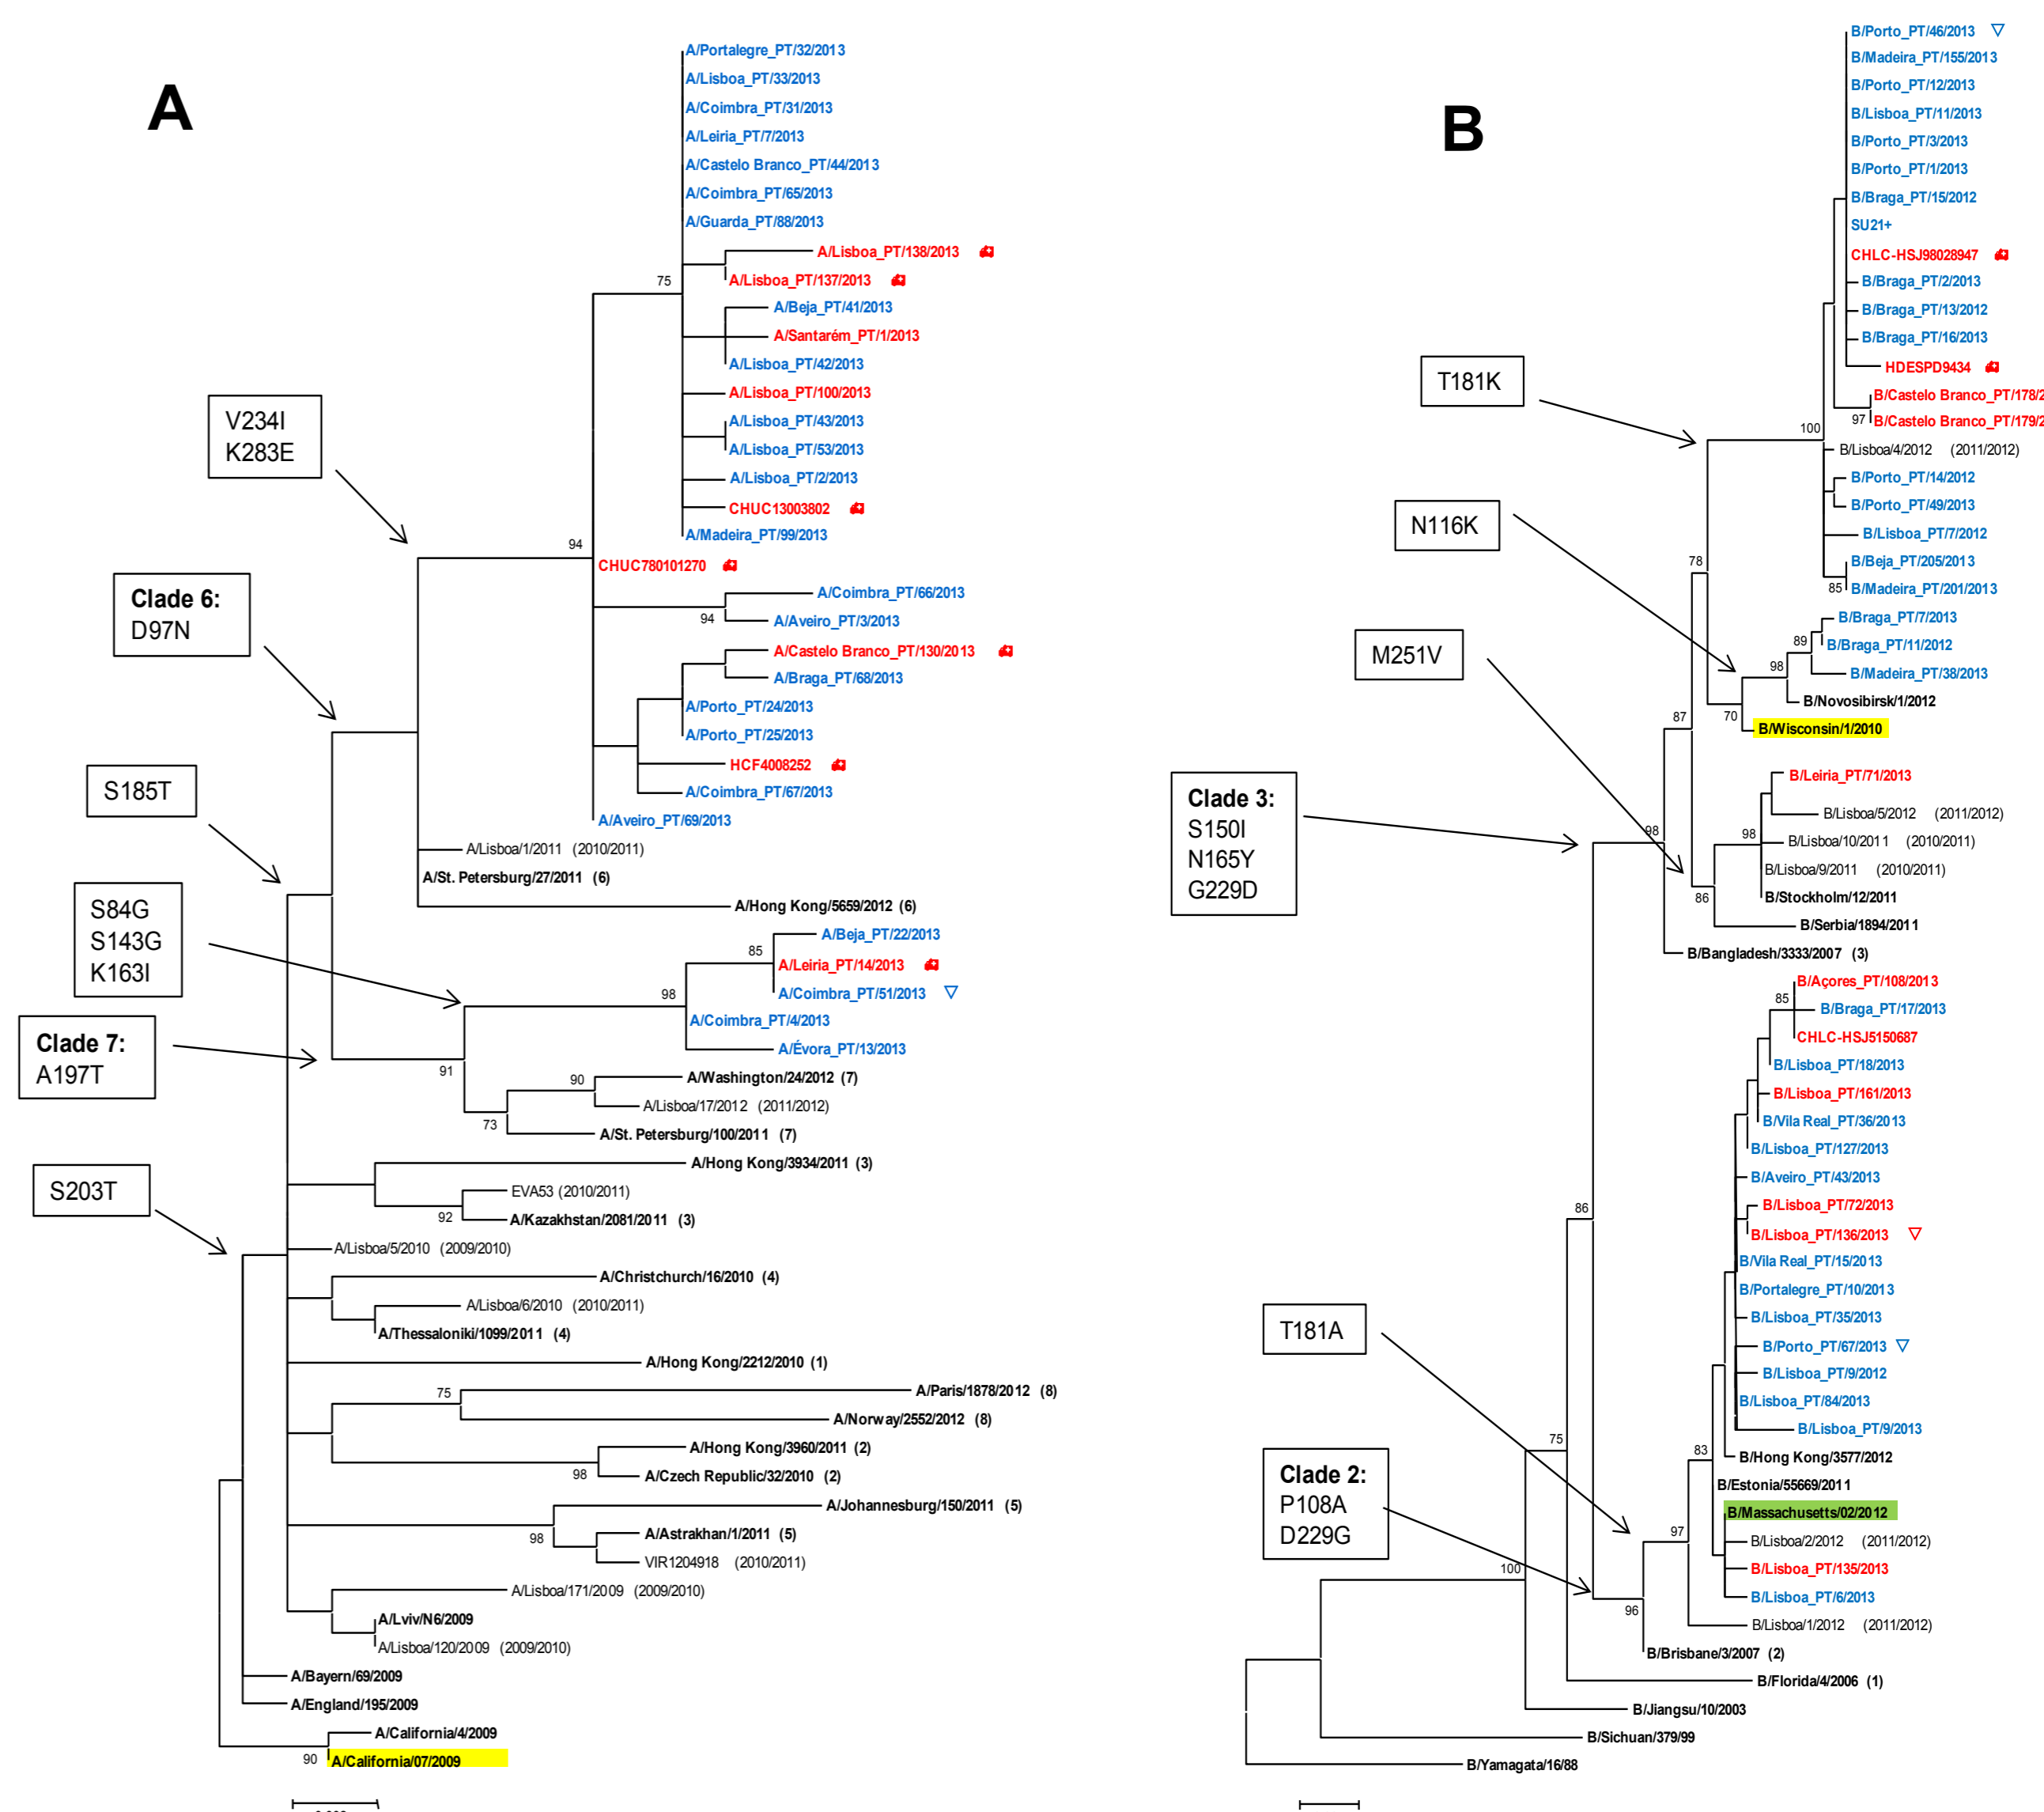 A
A/Portalegre_PT/32/2013
A/Lisboa_PT/33/2013
A/Coimbra_PT/31/2013
A/Leiria_PT/7/2013
A/Castelo Branco_PT/44/2013
A/Coimbra_PT/65/2013
A/Guarda_PT/88/2013
A/Lisboa_PT/138/2013
75
A/Lisboa_PT/137/2013
A/Beja_PT/41/2013
A/Santarém_PT/1/2013
A/Lisboa_PT/42/2013
A/Lisboa_PT/100/2013
A/Lisboa_PT/43/2013
A/Lisboa_PT/53/2013
A/Lisboa_PT/2/2013
CHUC13003802
A/Madeira_PT/99/2013
V234I
K283E
94
CHUC780101270
A/Coimbra_PT/66/2013
94
A/Aveiro_PT/3/2013
A/Castelo Branco_PT/130/2013
A/Braga_PT/68/2013
A/Porto_PT/24/2013
A/Porto_PT/25/2013
HCF4008252
A/Coimbra_PT/67/2013
A/Aveiro_PT/69/2013
Clade 6:
D97N
A/Lisboa/1/2011 (2010/2011)
A/St. Petersburg/27/2011 (6)
A/Hong Kong/5659/2012 (6)
S185T
A/Beja_PT/22/2013
85
A/Leiria_PT/14/2013
A/Coimbra_PT/51/2013
98
A/Coimbra_PT/4/2013
A/Évora_PT/13/2013
S84G
S143G
K163I
Clade 7:
A197T
91
90
A/Washington/24/2012 (7)
A/Lisboa/17/2012 (2011/2012)
73
A/St. Petersburg/100/2011 (7)
A/Hong Kong/3934/2011 (3)
EVA53 (2010/2011)
92
A/Kazakhstan/2081/2011 (3)
S203T
A/Lisboa/5/2010 (2009/2010)
A/Christchurch/16/2010 (4)
A/Lisboa/6/2010 (2010/2011)
A/Thessaloniki/1099/2011 (4)
A/Hong Kong/2212/2010 (1)
75
A/Paris/1878/2012 (8)
A/Norway/2552/2012 (8)
A/Hong Kong/3960/2011 (2)
98
A/Czech Republic/32/2010 (2)
A/Johannesburg/150/2011 (5)
98
A/Astrakhan/1/2011 (5)
VIR1204918 (2010/2011)
A/Lisboa/171/2009 (2009/2010)
A/Lviv/N6/2009
A/Lisboa/120/2009 (2009/2010)
A/Bayern/69/2009
A/England/195/2009
A/California/4/2009
90
A/California/07/2009
B
B/Porto_PT/46/2013
B/Madeira_PT/155/2013
B/Porto_PT/12/2013
B/Lisboa_PT/11/2013
B/Porto_PT/3/2013
B/Porto_PT/1/2013
B/Braga_PT/15/2012
SU21+
CHLC-HSJ98028947
B/Braga_PT/2/2013
B/Braga_PT/13/2012
B/Braga_PT/16/2013
HDESPD9434
B/Castelo Branco_PT/178/2
97
B/Castelo Branco_PT/179/2
T181K
100
B/Lisboa/4/2012 (2011/2012)
B/Porto_PT/14/2012
B/Porto_PT/49/2013
B/Lisboa_PT/7/2012
B/Beja_PT/205/2013
85
B/Madeira_PT/201/2013
N116K
78
B/Braga_PT/7/2013
89
B/Braga_PT/11/2012
98
B/Madeira_PT/38/2013
B/Novosibirsk/1/2012
70
B/Wisconsin/1/2010
M251V
87
B/Leiria_PT/71/2013
B/Lisboa/5/2012 (2011/2012)
98
B/Lisboa/10/2011 (2010/2011)
B/Lisboa/9/2011 (2010/2011)
86
B/Stockholm/12/2011
B/Serbia/1894/2011
98
B/Bangladesh/3333/2007 (3)
Clade 3:
S150I
N165Y
G229D
B/Açores_PT/108/2013
85
B/Braga_PT/17/2013
CHLC-HSJ5150687
B/Lisboa_PT/18/2013
B/Lisboa_PT/161/2013
B/Vila Real_PT/36/2013
B/Lisboa_PT/127/2013
B/Aveiro_PT/43/2013
B/Lisboa_PT/72/2013
86
B/Lisboa_PT/136/2013
B/Vila Real_PT/15/2013
B/Portalegre_PT/10/2013
B/Lisboa_PT/35/2013
T181A
B/Porto_PT/67/2013
B/Lisboa_PT/9/2012
B/Lisboa_PT/84/2013
B/Lisboa_PT/9/2013
75
83
B/Hong Kong/3577/2012
B/Estonia/55669/2011
B/Massachusetts/02/2012
97
B/Lisboa/2/2012 (2011/2012)
B/Lisboa_PT/135/2013
B/Lisboa_PT/6/2013
Clade 2:
P108A
D229G
100
96
B/Lisboa/1/2012 (2011/2012)
B/Brisbane/3/2007 (2)
B/Florida/4/2006 (1)
B/Jiangsu/10/2003
B/Sichuan/379/99
B/Yamagata/16/88